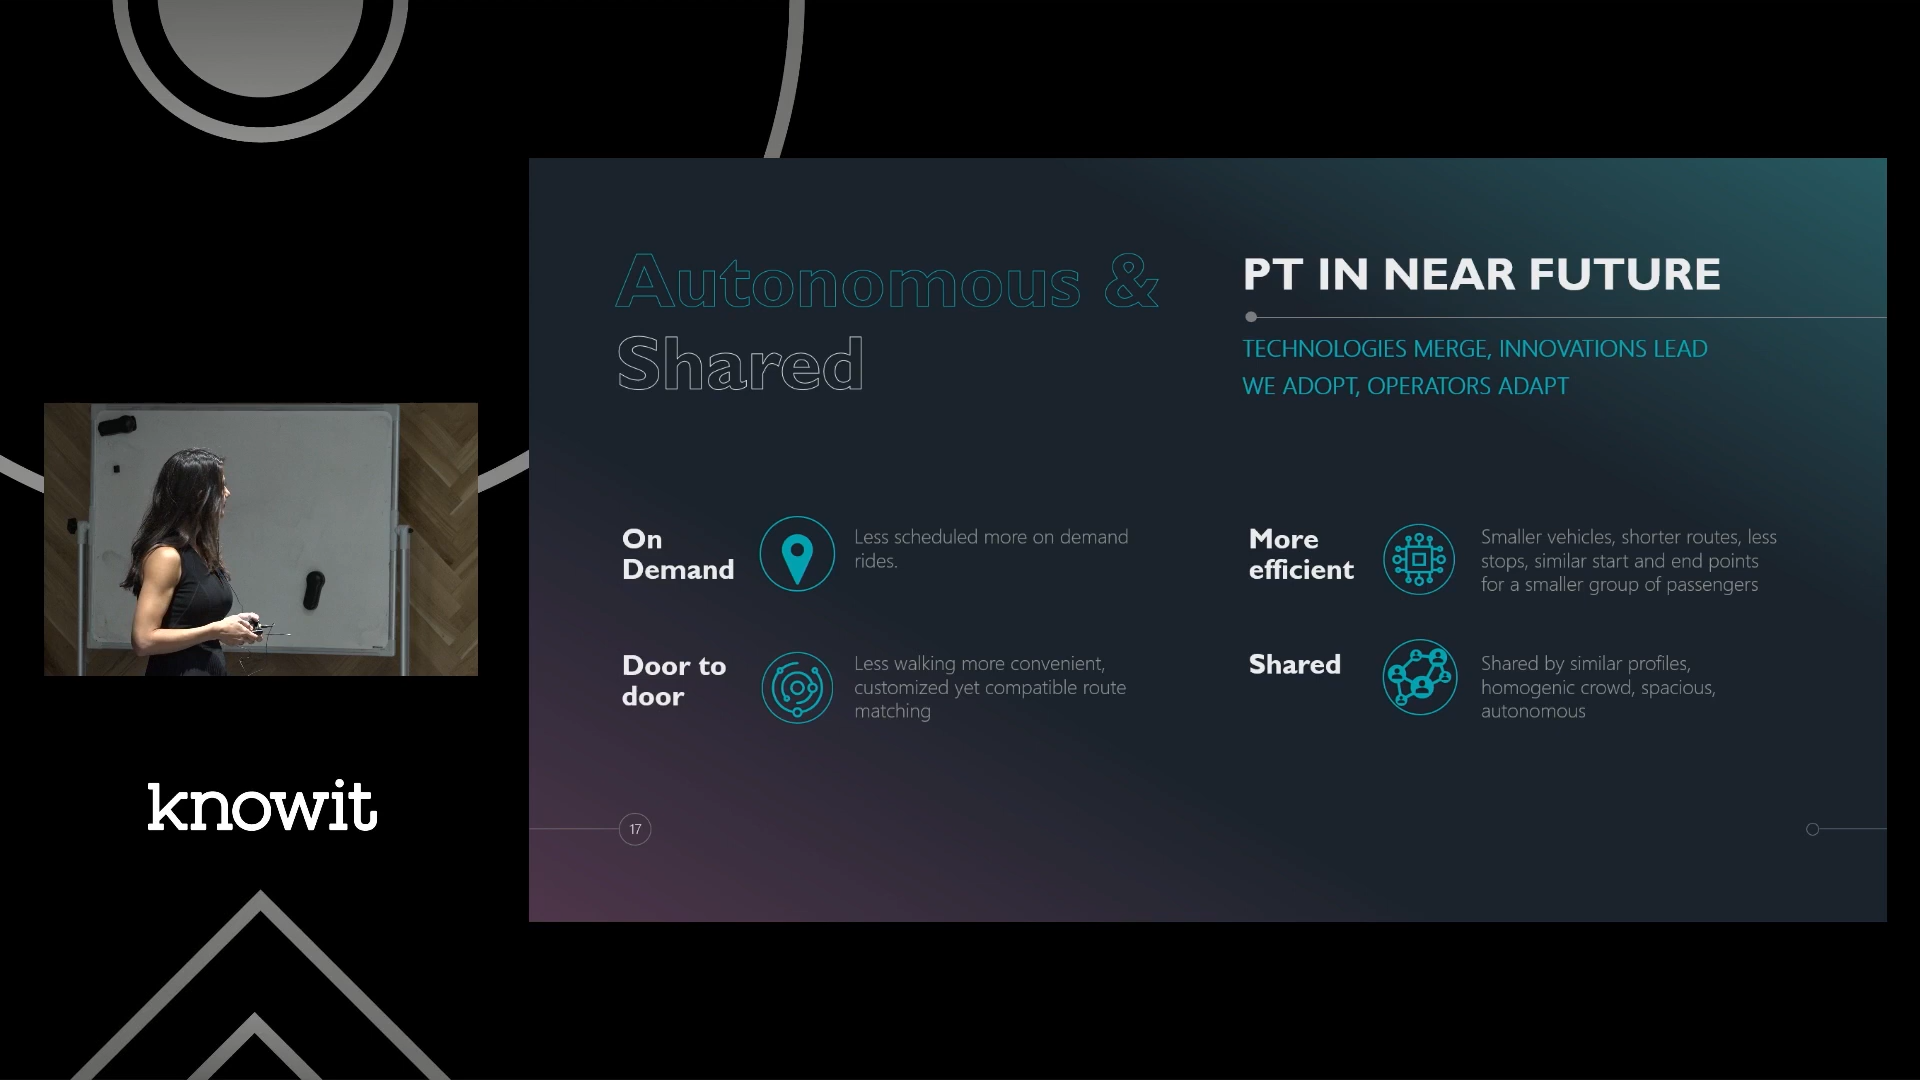 Autonomous &
Shared
PT IN NEAR FUTURE
TECHNOLOGIES MERGE, INNOVATIONS LEAD
WE ADOPT, OPERATORS ADAPT
On
Demand
Less scheduled more on demand
rides.
More
efficient
Smaller vehicles, shorter routes, less
stops, similar start and end points
for a smaller group of passengers
Door to
door
Less walking more convenient,
customized yet compatible route
matching
Shared
Shared by similar profiles,
homogenic crowd, spacious,
autonomous
knowit
17